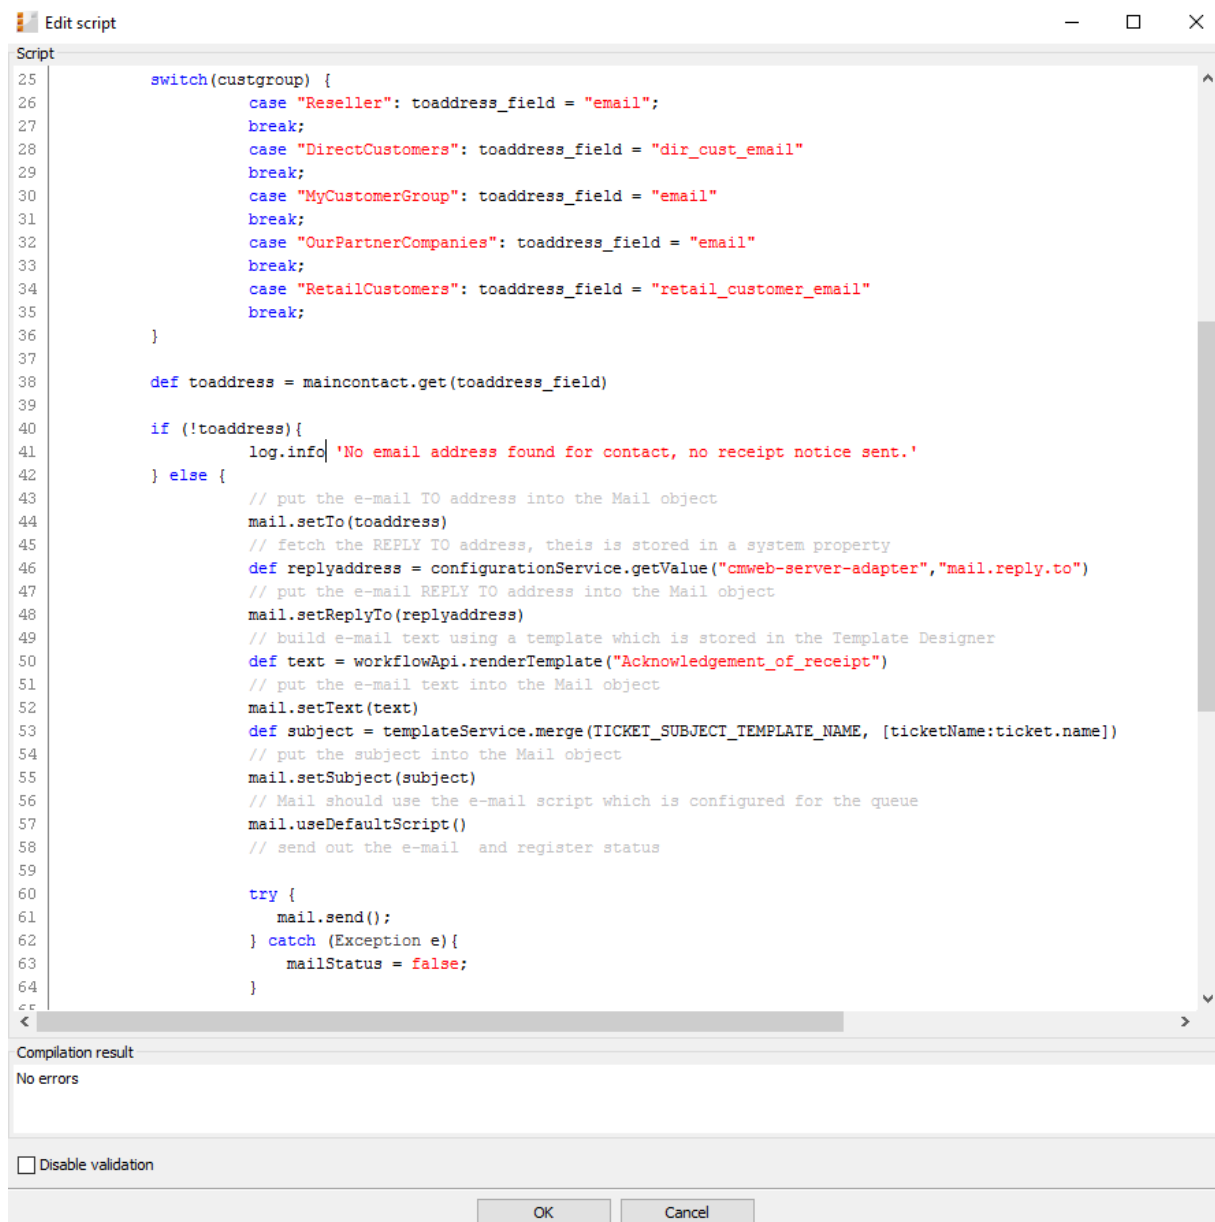 Edit script
Script
25 switch(custgroup) {
26 case "Reseller": toaddress_field = "email";
27 break;
28 case "DirectCustomers": toaddress_field = "dir_cust_email"
29 break;
30 case "MyCustomerGroup": toaddress_field = "email"
31 break;
32 case "OurPartnerCompanies": toaddress_field = "email"
33 break;
34 case "RetailCustomers": toaddress_field = "retail_customer_email"
35 break;
36 }
37
38 def toaddress = maincontact.get(toaddress_field)
39
40 if (!toaddress){
41 log.info 'No email address found for contact, no receipt notice sent.'
42 } else {
43 // put the e-mail TO address into the Mail object
44 mail.setTo(toaddress)
45 // fetch the REPLY TO address, theis is stored in a system property
46 def replyaddress = configurationService.getValue("cmweb-server-adapter","mail.reply.to")
47 // put the e-mail REPLY TO address into the Mail object
48 mail.setReplyTo(replyaddress)
49 // build e-mail text using a template which is stored in the Template Designer
50 def text = workflowApi.renderTemplate("Acknowledgement_of_receipt")
51 // put the e-mail text into the Mail object
52 mail.setText(text)
53 def subject = templateService.merge(TICKET_SUBJECT_TEMPLATE_NAME, [ticketName:ticket.name])
54 // put the subject into the Mail object
55 mail.setSubject(subject)
56 // Mail should use the e-mail script which is configured for the queue
57 mail.useDefaultScript()
58 // send out the e-mail  and register status
59
60 try {
61 mail.send();
62 } catch (Exception e){
63 mailStatus = false;
64 }
65
Compilation result
No errors
Disable validation
OK Cancel